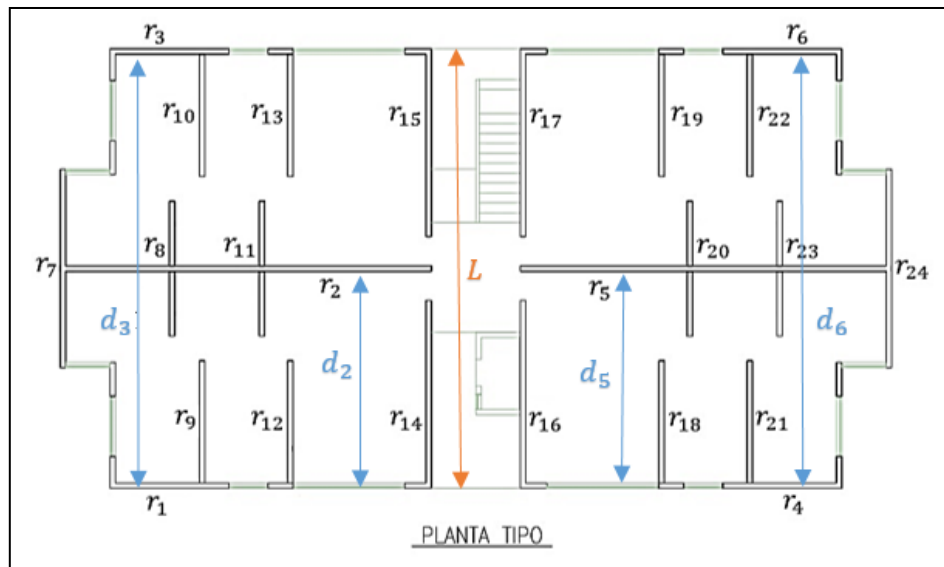 r₃ r₆
r₁₀ r₁₃ r₁₅ r₁₇ r₁₉ r₂₂
r₈ r₁₁ r₂₀ r₂₃
r₇ r₂ L r₅ r₂₄
d₃ d₂ d₅ d₆
r₉ r₁₂ r₁₄ r₁₆ r₁₈ r₂₁
r₁ r₄
PLANTA TIPO